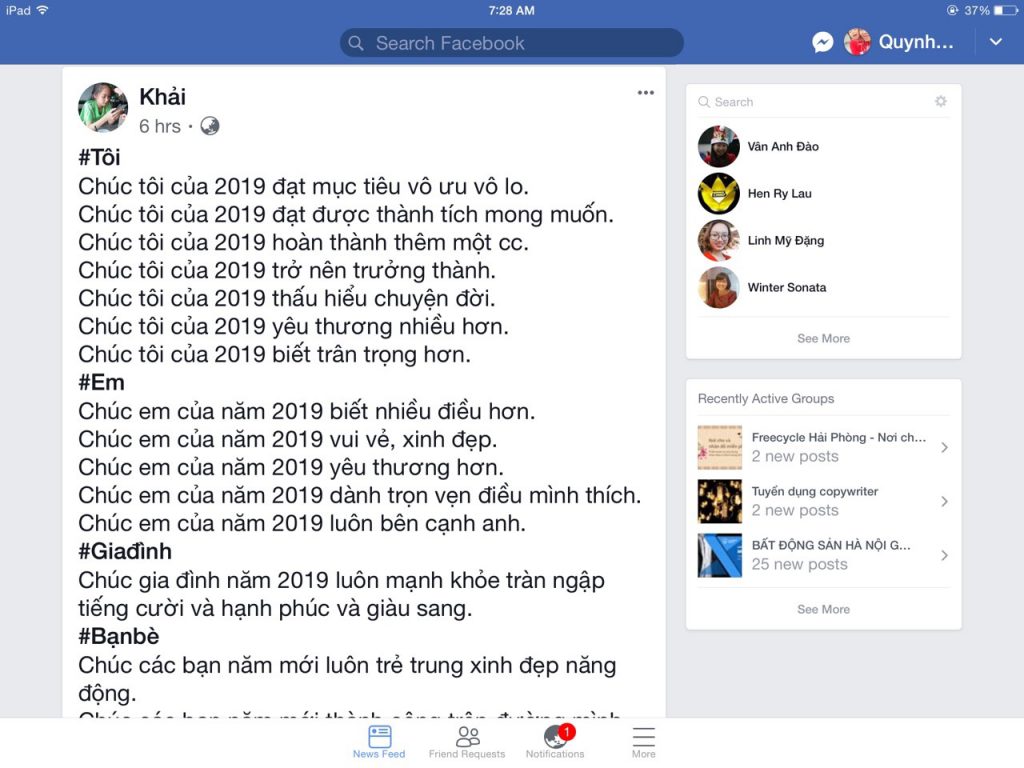 iPad 7:28 AM 37%
Search Facebook Quynh...
Khải
6 hrs ·
#Tôi
Chúc tôi của 2019 đạt mục tiêu vô ưu vô lo.
Chúc tôi của 2019 đạt được thành tích mong muốn.
Chúc tôi của 2019 hoàn thành thêm một cc.
Chúc tôi của 2019 trở nên trưởng thành.
Chúc tôi của 2019 thấu hiểu chuyện đời.
Chúc tôi của 2019 yêu thương nhiều hơn.
Chúc tôi của 2019 biết trân trọng hơn.
#Em
Chúc em của năm 2019 biết nhiều điều hơn.
Chúc em của năm 2019 vui vẻ, xinh đẹp.
Chúc em của năm 2019 yêu thương hơn.
Chúc em của năm 2019 dành trọn vẹn điều mình thích.
Chúc em của năm 2019 luôn bên cạnh anh.
#Giađình
Chúc gia đình năm 2019 luôn mạnh khỏe tràn ngập
tiếng cười và hạnh phúc và giàu sang.
#Bạnbè
Chúc các bạn năm mới luôn trẻ trung xinh đẹp năng
động.
Search
Vân Anh Đào
Hen Ry Lau
Linh Mỹ Đặng
Winter Sonata
See More
Recently Active Groups
Freecycle Hải Phòng - Nơi ch...
2 new posts
Tuyển dụng copywriter
2 new posts
BẤT ĐỘNG SẢN HÀ NỘI G...
25 new posts
See More
News Feed
Friend Requests
1
Notifications
More